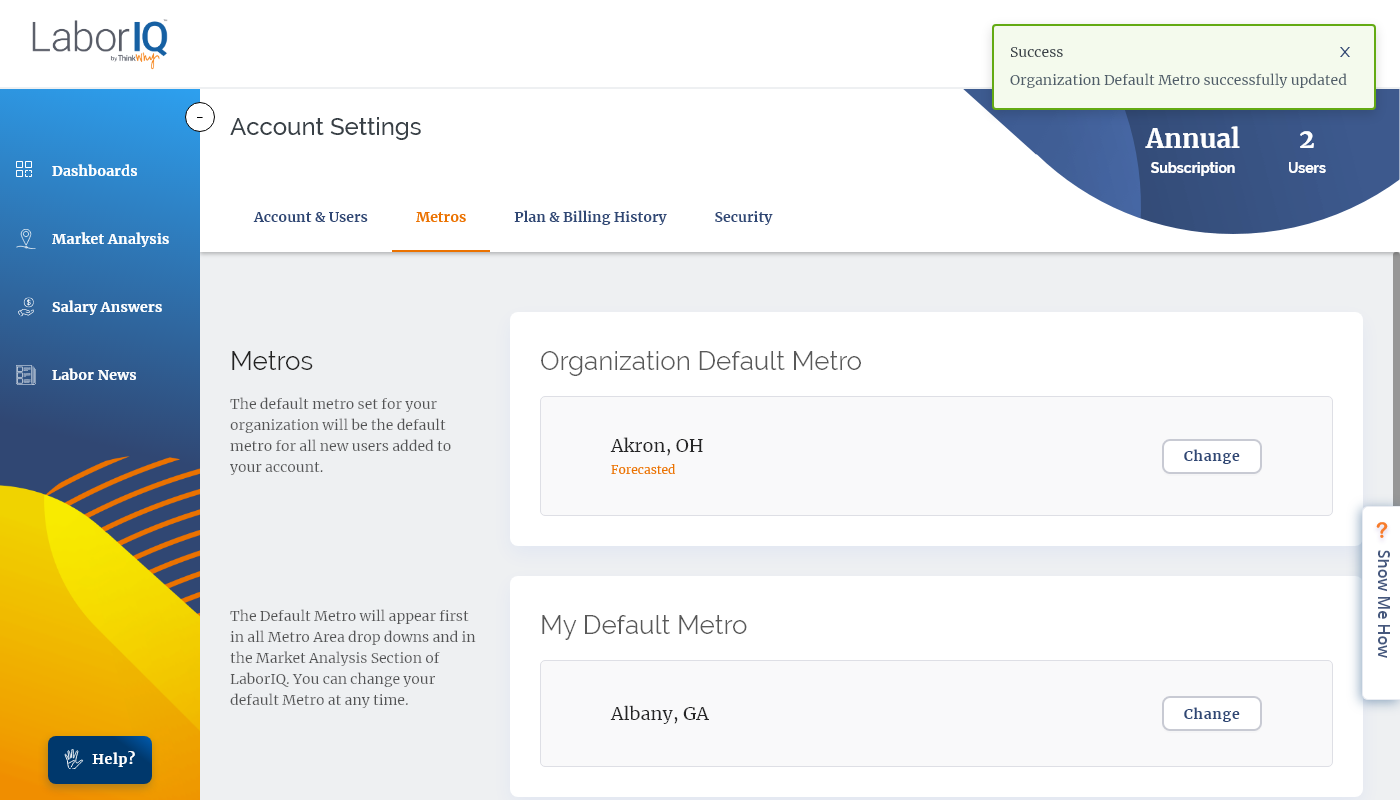 LaborIQ
by ThinkWhy
Success
X
Organization Default Metro successfully updated
-
Account Settings
Annual
Subscription
2
Users
Dashboards
Market Analysis
Salary Answers
Labor News
Account & Users
Metros
Plan & Billing History
Security
Metros
The default metro set for your
organization will be the default
metro for all new users added to
your account.
Organization Default Metro
Akron, OH
Forecasted
Change
The Default Metro will appear first
in all Metro Area drop downs and in
the Market Analysis Section of
LaborIQ. You can change your
default Metro at any time.
My Default Metro
Albany, GA
Change
? Show Me How
Help?